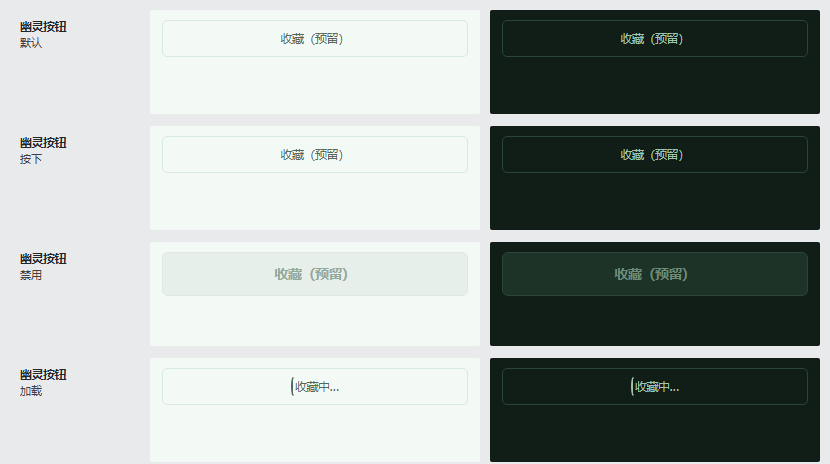 幽灵按钮
默认
收藏（预留）
收藏（预留）
幽灵按钮
按下
收藏（预留）
收藏（预留）
幽灵按钮
禁用
收藏（预留）
收藏（预留）
幽灵按钮
加载
收藏中...
收藏中...